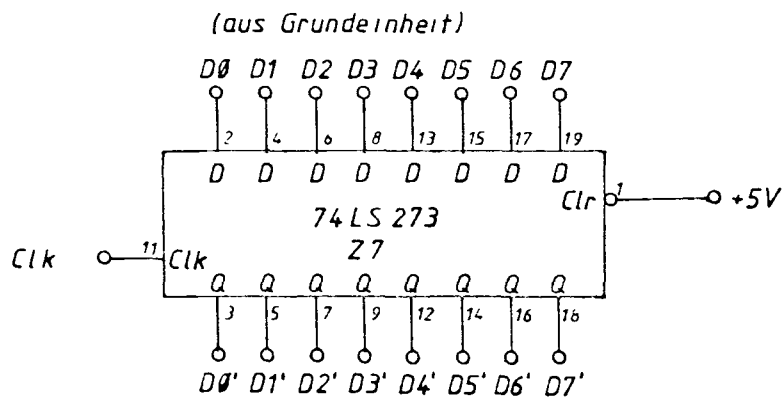 (aus Grundeinheit)
DØ D1 D2 D3 D4 D5 D6 D7
2 4 6 8 13 15 17 19
D D D D D D D D
Clr 1 +5V
74 LS 273
Z 7
Clk 11 Clk
Q Q Q Q Q Q Q Q
3 5 7 9 12 14 16 18
DØ' D1' D2' D3' D4' D5' D6' D7'